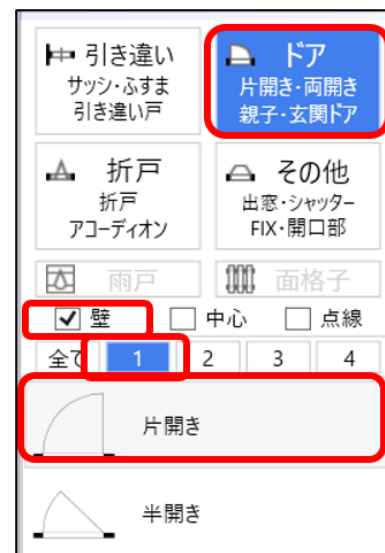 引き違い
サッシ・ふすま
引き違い戸
ドア
片開き・両開き
親子・玄関ドア
折戸
折戸
アコーディオン
その他
出窓・シャッター
FIX・開口部
雨戸
面格子
壁
中心
点線
全て
1
2
3
4
片開き
半開き